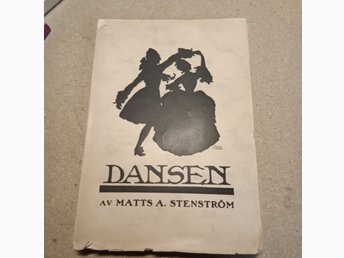 DANSEN
AV MATTS A. STENSTRÖM